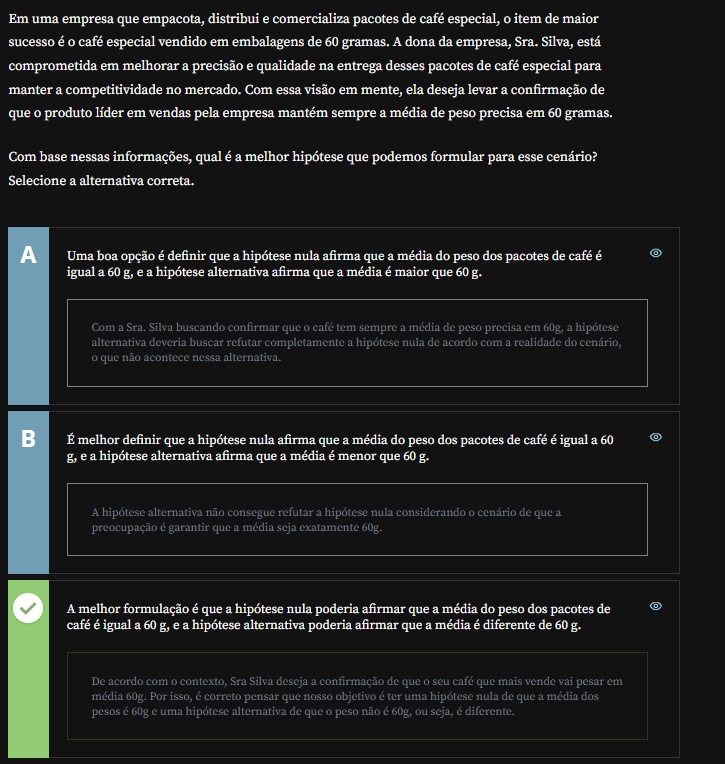 Em uma empresa que empacota, distribui e comercializa pacotes de café especial, o item de maior
sucesso é o café especial vendido em embalagens de 60 gramas. A dona da empresa, Sra. Silva, está
comprometida em melhorar a precisão e qualidade na entrega desses pacotes de café especial para
manter a competitividade no mercado. Com essa visão em mente, ela deseja levar a confirmação de
que o produto líder em vendas pela empresa mantém sempre a média de peso precisa em 60 gramas.
Com base nessas informações, qual é a melhor hipótese que podemos formular para esse cenário?
Selecione a alternativa correta.
A
Uma boa opção é definir que a hipótese nula afirma que a média do peso dos pacotes de café é
igual a 60 g, e a hipótese alternativa afirma que a média é maior que 60 g.
Com a Sra. Silva buscando confirmar que o café tem sempre a média de peso precisa em 60g, a hipótese
alternativa deveria buscar refutar completamente a hipótese nula de acordo com a realidade do cenário,
o que não acontece nessa alternativa.
B
É melhor definir que a hipótese nula afirma que a média do peso dos pacotes de café é igual a 60
g, e a hipótese alternativa afirma que a média é menor que 60 g.
A hipótese alternativa não consegue refutar a hipótese nula considerando o cenário de que a
preocupação é garantir que a média seja exatamente 60g.
A melhor formulação é que a hipótese nula poderia afirmar que a média do peso dos pacotes de
café é igual a 60 g, e a hipótese alternativa poderia afirmar que a média é diferente de 60 g.
De acordo com o contexto, Sra Silva deseja a confirmação de que o seu café que mais vende vai pesar em
média 60g. Por isso, é correto pensar que nosso objetivo é ter uma hipótese nula de que a média dos
pesos é 60g e uma hipótese alternativa de que o peso não é 60g, ou seja, é diferente.